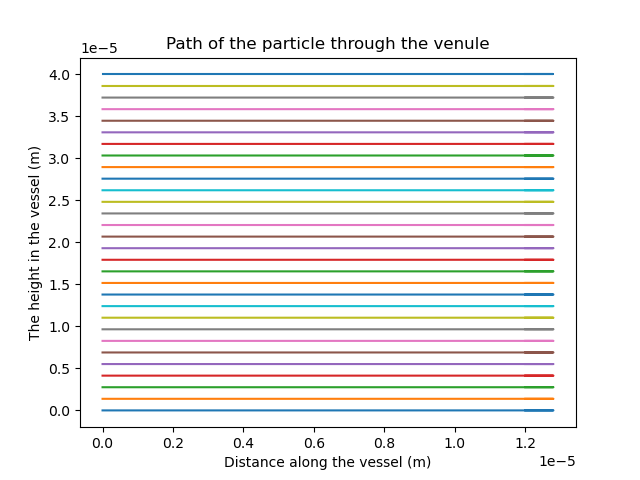 Path of the particle through the venule
1e−5
4.0
3.5
3.0
2.5
2.0
1.5
1.0
0.5
0.0
The height in the vessel (m)
0.0 0.2 0.4 0.6 0.8 1.0 1.2
1e−5
Distance along the vessel (m)